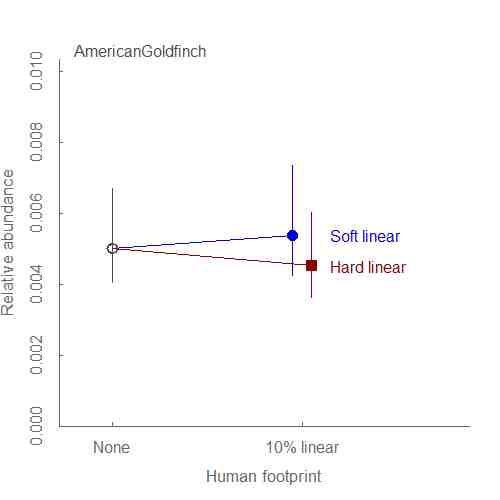 AmericanGoldfinch
0.010
0.008
0.006
0.004
0.002
0.000
Relative abundance
Soft linear
Hard linear
None
10% linear
Human footprint